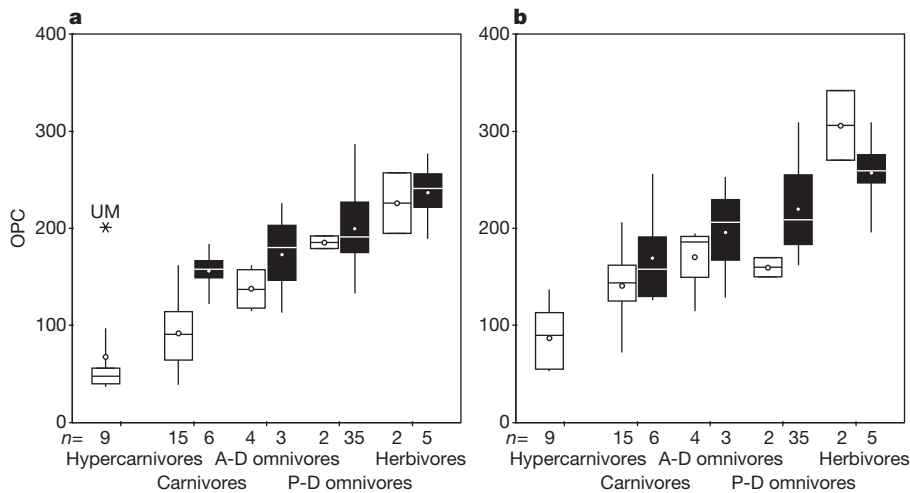 a
b
OPC
400
300
200
100
0
UM
n= 9 15 6 4 3 2 35 2 5
Hypercarnivores A-D omnivores Herbivores
Carnivores P-D omnivores
400
300
200
100
0
n= 9 15 6 4 3 2 35 2 5
Hypercarnivores A-D omnivores Herbivores
Carnivores P-D omnivores